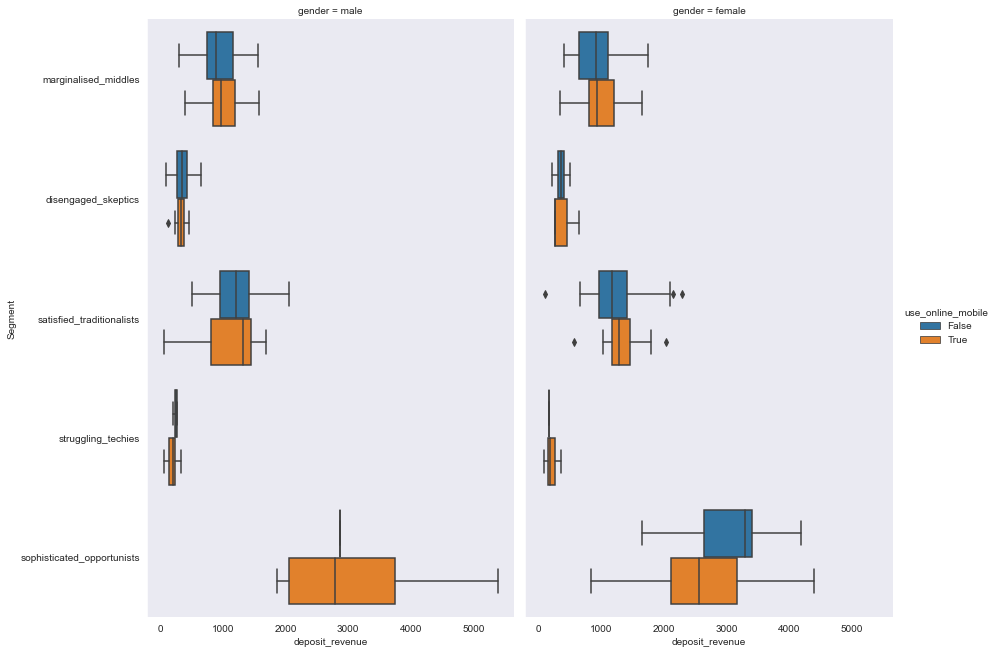 gender = male
gender = female
marginalised_middles
disengaged_skeptics
satisfied_traditionalists
struggling_techies
sophisticated_opportunists
Segment
0 1000 2000 3000 4000 5000
deposit_revenue
0 1000 2000 3000 4000 5000
deposit_revenue
use_online_mobile
False
True